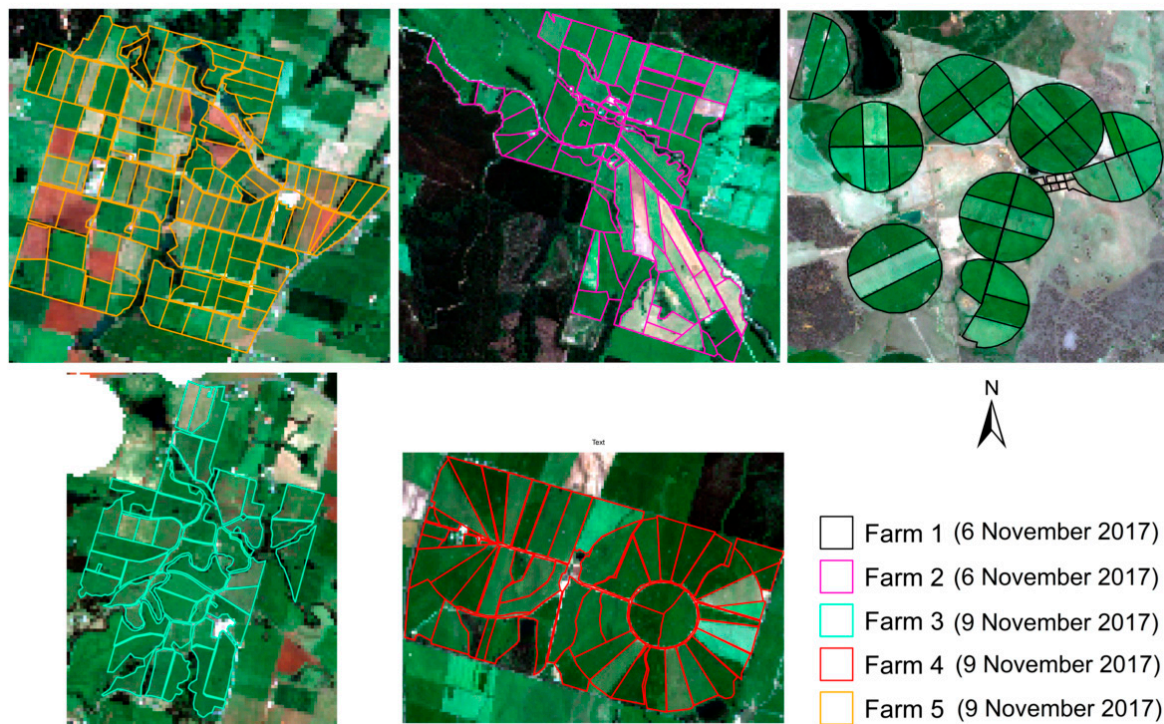 N
Text
Farm 1 (6 November 2017)
Farm 2 (6 November 2017)
Farm 3 (9 November 2017)
Farm 4 (9 November 2017)
Farm 5 (9 November 2017)